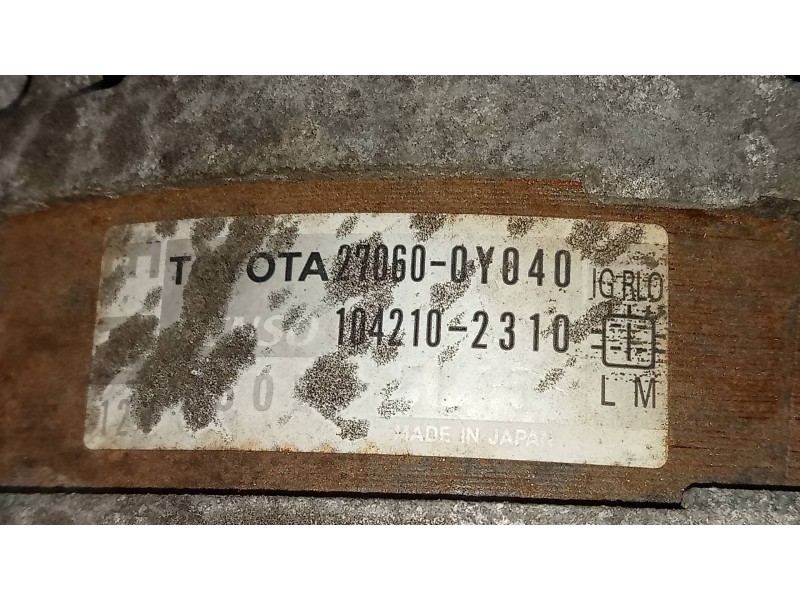 TOYOTA 27060-0Y040
104210-2310
IG RLO
L M
MADE IN JAPAN